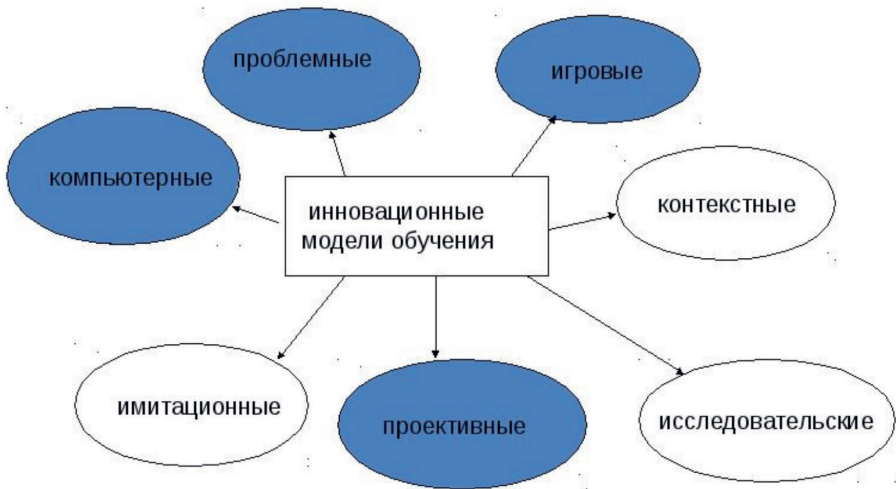 проблемные
игровые
компьютерные
инновационные
модели обучения
контекстные
имитационные
проективные
исследовательские